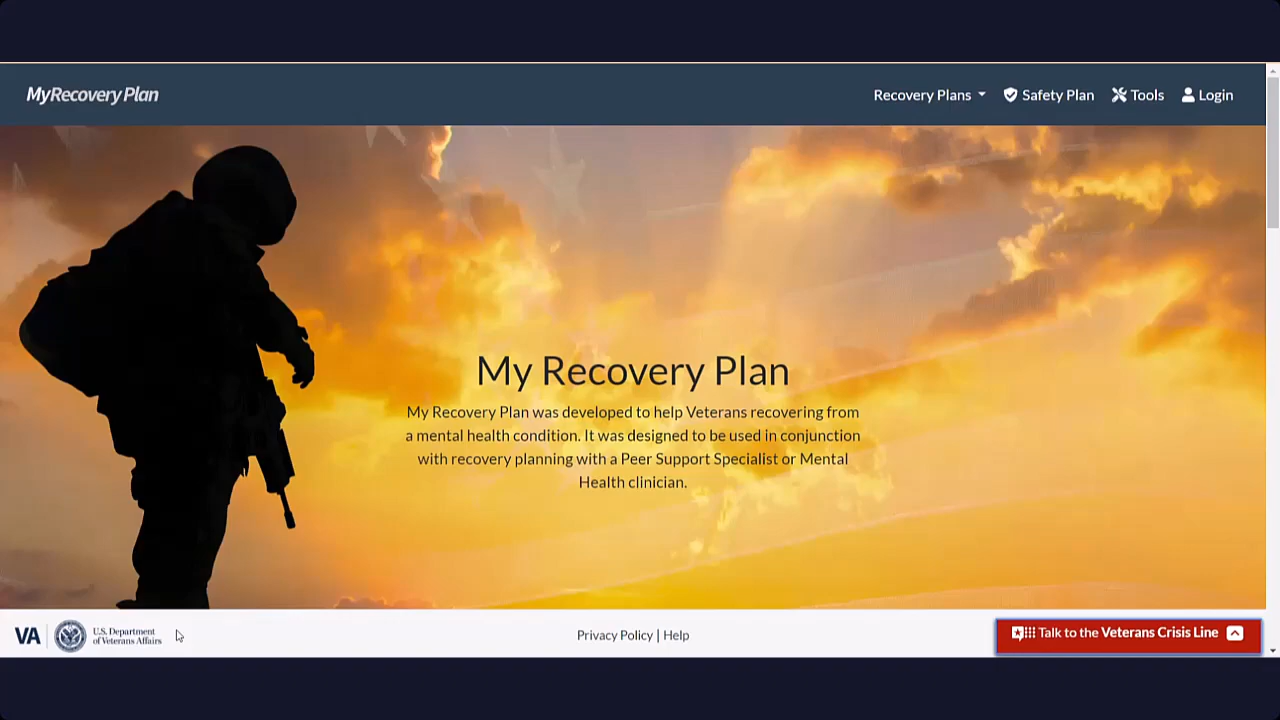 MyRecovery Plan
Recovery Plans
Safety Plan
Tools
Login
My Recovery Plan
My Recovery Plan was developed to help Veterans recovering from
a mental health condition. It was designed to be used in conjunction
with recovery planning with a Peer Support Specialist or Mental
Health clinician.
VA
U.S. Department
of Veterans Affairs
Privacy Policy | Help
Talk to the Veterans Crisis Line